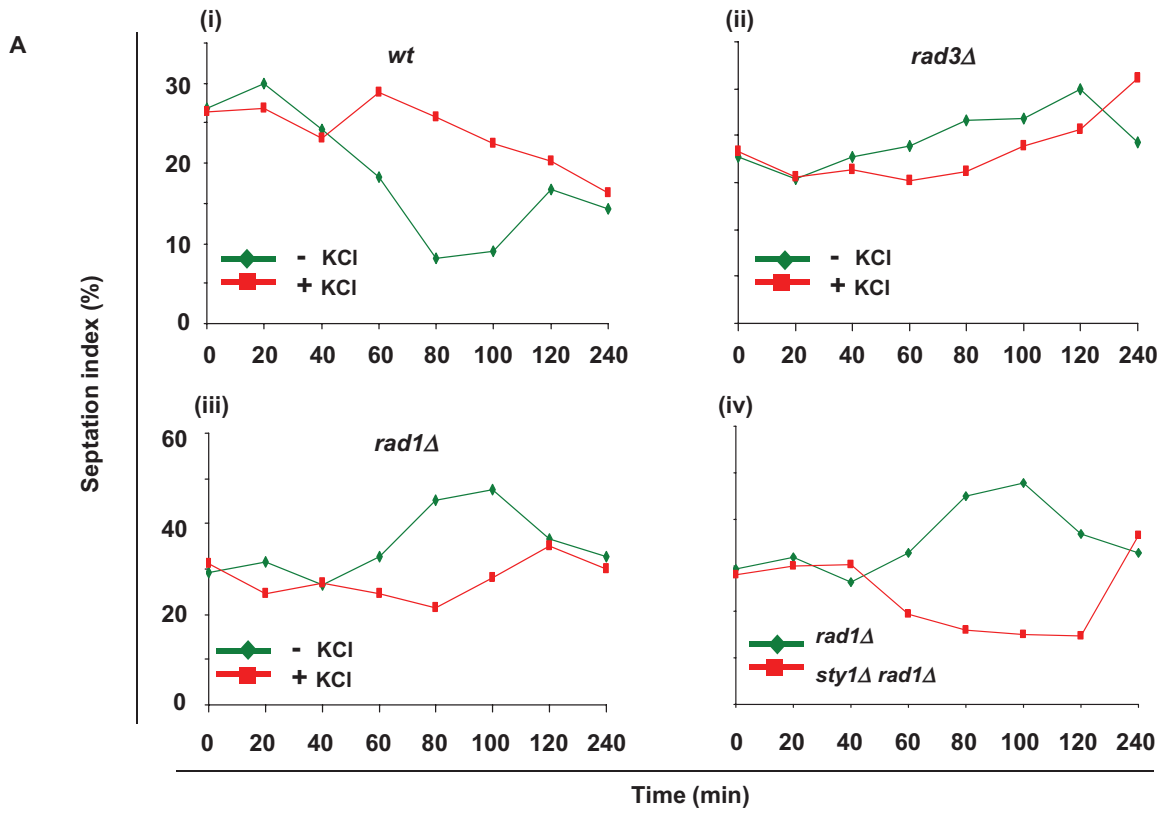 A
(i)
wt
30
20
10
0
- KCl
+ KCl
0 20 40 60 80 100 120 240
(ii)
rad3Δ
- KCl
+ KCl
0 20 40 60 80 100 120 240
(iii)
rad1Δ
60
40
20
0
- KCl
+ KCl
0 20 40 60 80 100 120 240
(iv)
rad1Δ
sty1Δ rad1Δ
0 20 40 60 80 100 120 240
Septation index (%)
Time (min)